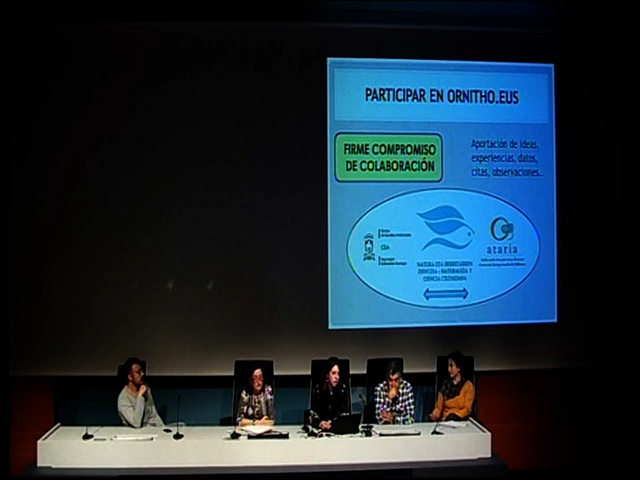 PARTICIPAR EN ORNITHO.EUS
FIRME COMPROMISO
DE COLABORACIÓN
Aportación de ideas,
experiencias, datos,
citas, observaciones...
CEA
NATURA ETA HERRITARREN
ZIENTZIA - NATURALEZA Y
CIENCIA CIUDADANA
ataria